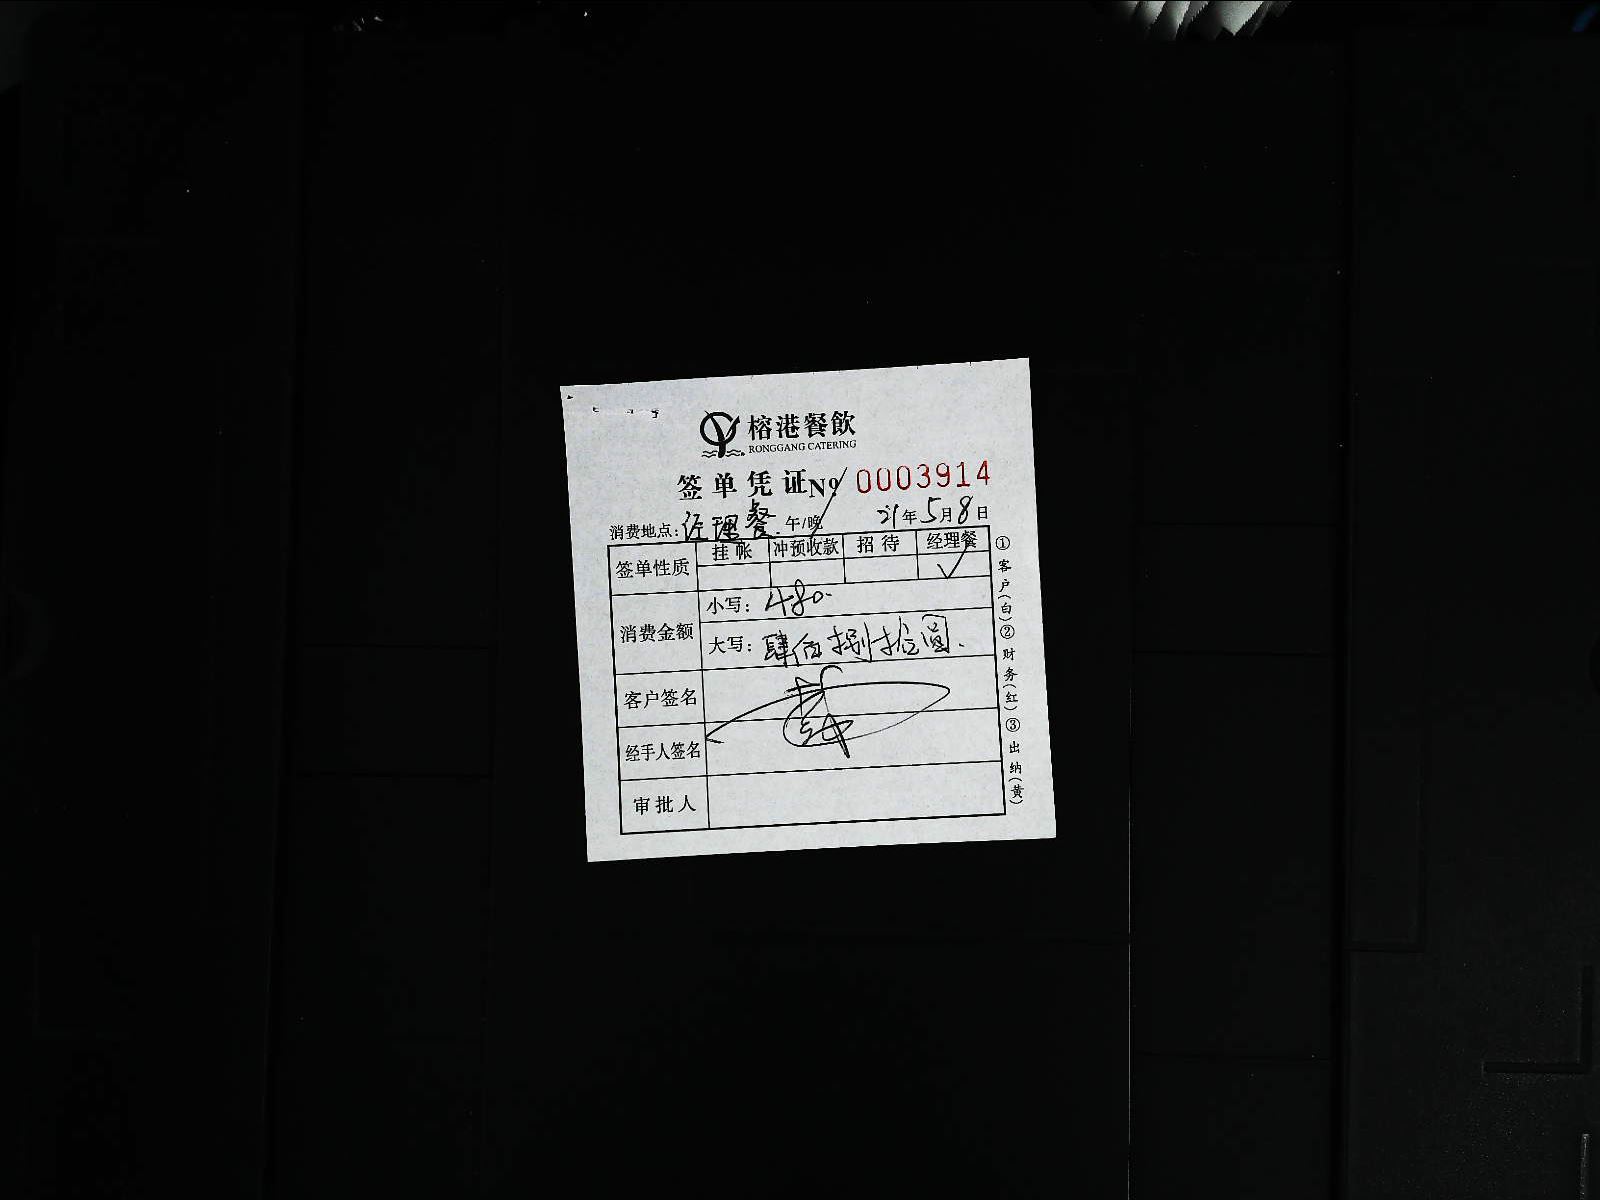 榕港餐飲
RONGGANG CATERING
签单凭证№ 0003914
消费地点:经理餐 午/晚 21年5月8日
签单性质 挂帐 冲预收款 招待 经理餐
✓
消费金额 小写:480.
大写:肆佰捌拾圆.
客户签名
经手人签名
审批人
①客户(白)②财务(红)③出纳(黄)